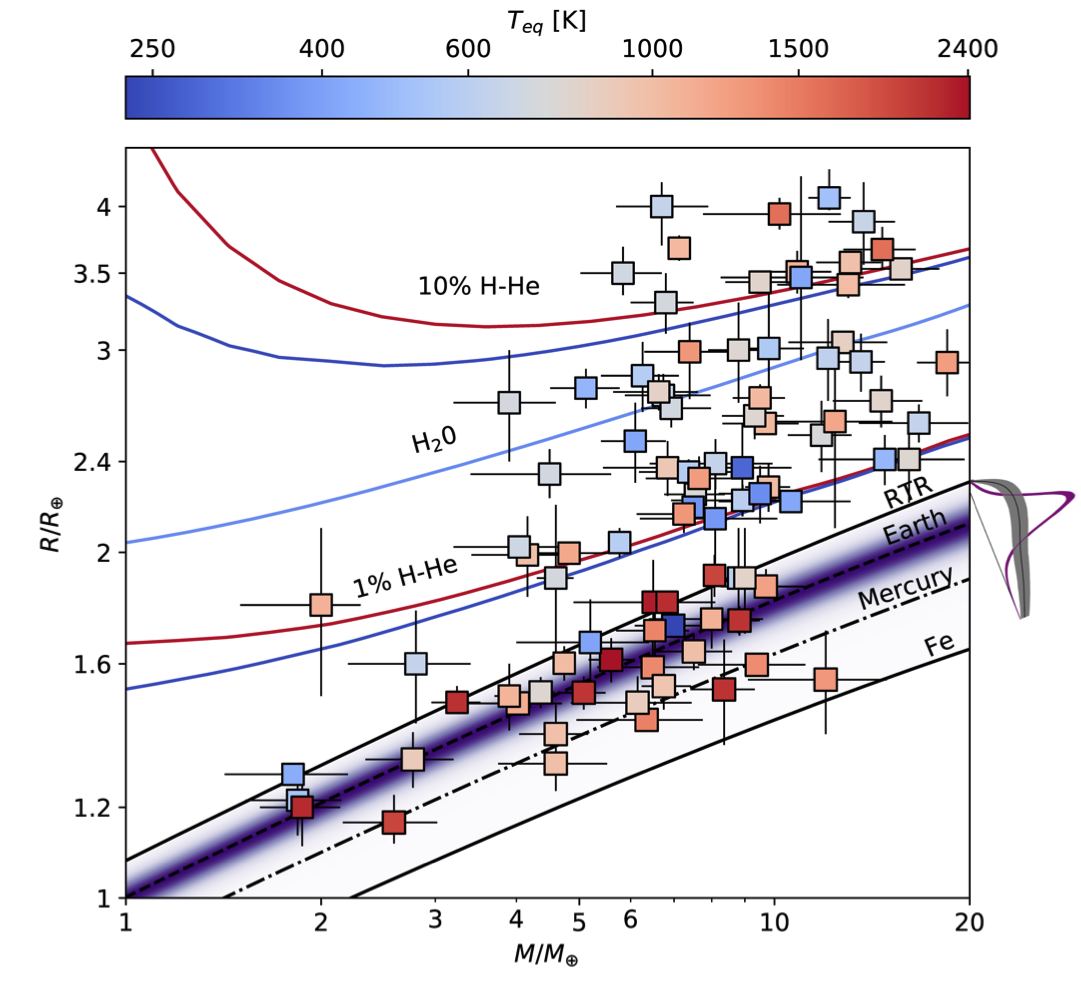 T_eq [K]
250 400 600 1000 1500 2400
R/R⊕
4
3.5
3
2.4
2
1.6
1.2
1
10% H-He
H₂0
1% H-He
RTR
Earth
Mercury
Fe
1 2 3 4 5 6 10 20
M/M⊕